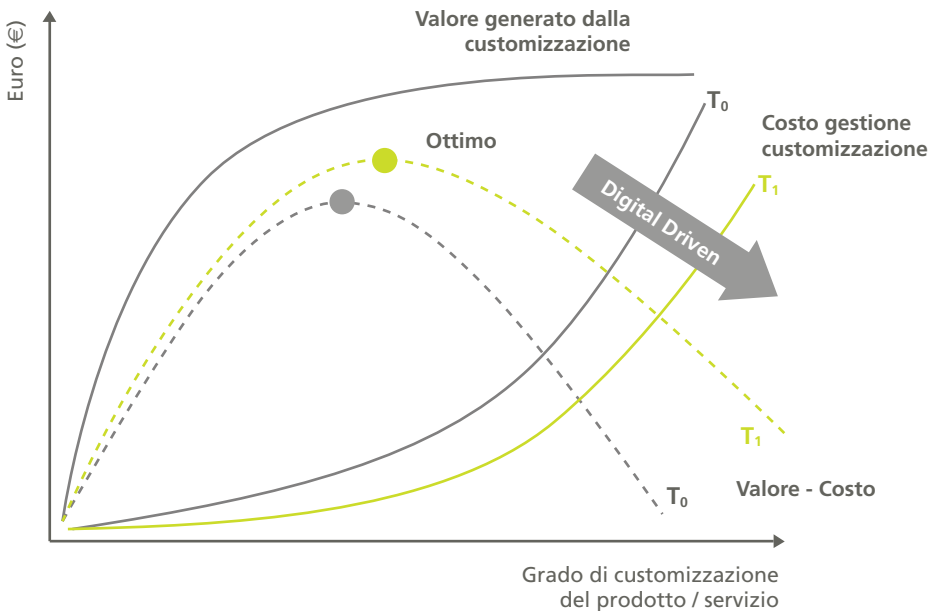 Valore generato dalla
customizzazione
Euro (€)
T₀
Costo gestione
customizzazione
Ottimo
T₁
Digital Driven
T₁
T₀
Valore - Costo
Grado di customizzazione
del prodotto / servizio